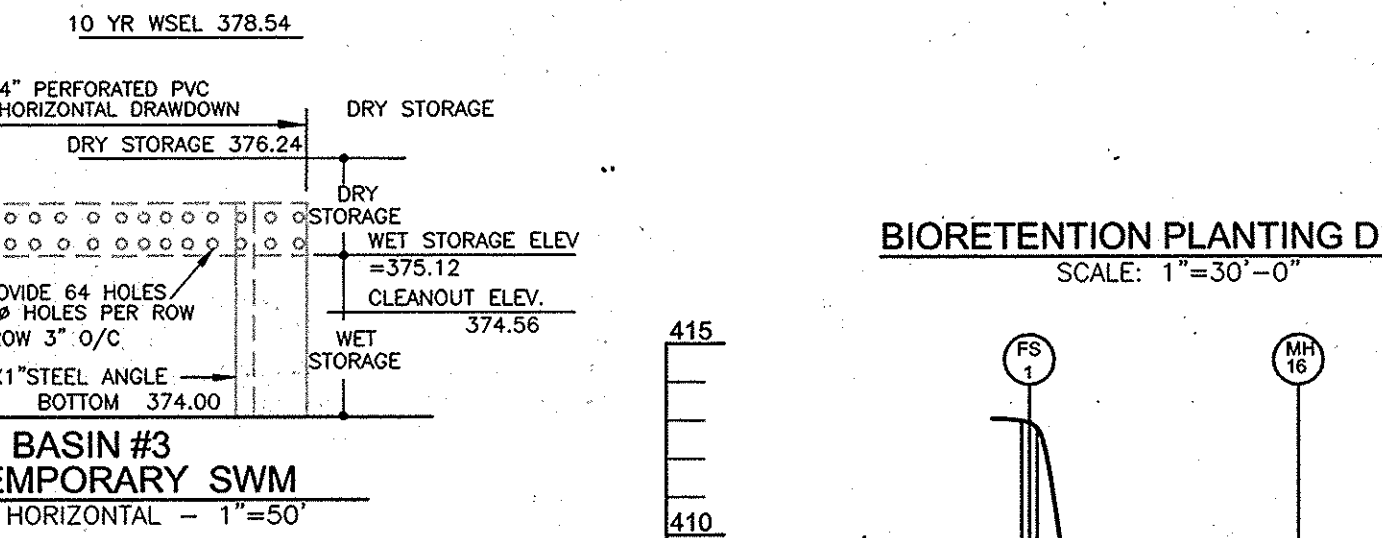 10 YR WSEL 378.54
4" PERFORATED PVC
HORIZONTAL DRAWDOWN
DRY STORAGE
DRY STORAGE 376.24
DRY
STORAGE
WET STORAGE ELEV
=375.12
CLEANOUT ELEV.
374.56
OVIDE 64 HOLES
Ø HOLES PER ROW
ROW 3" O/C
WET
STORAGE
X1"STEEL ANGLE
BOTTOM 374.00
BASIN #3
EMPORARY SWM
HORIZONTAL - 1"=50'
BIORETENTION PLANTING D
SCALE: 1"=30'-0"
415
FS
1
MH
16
410